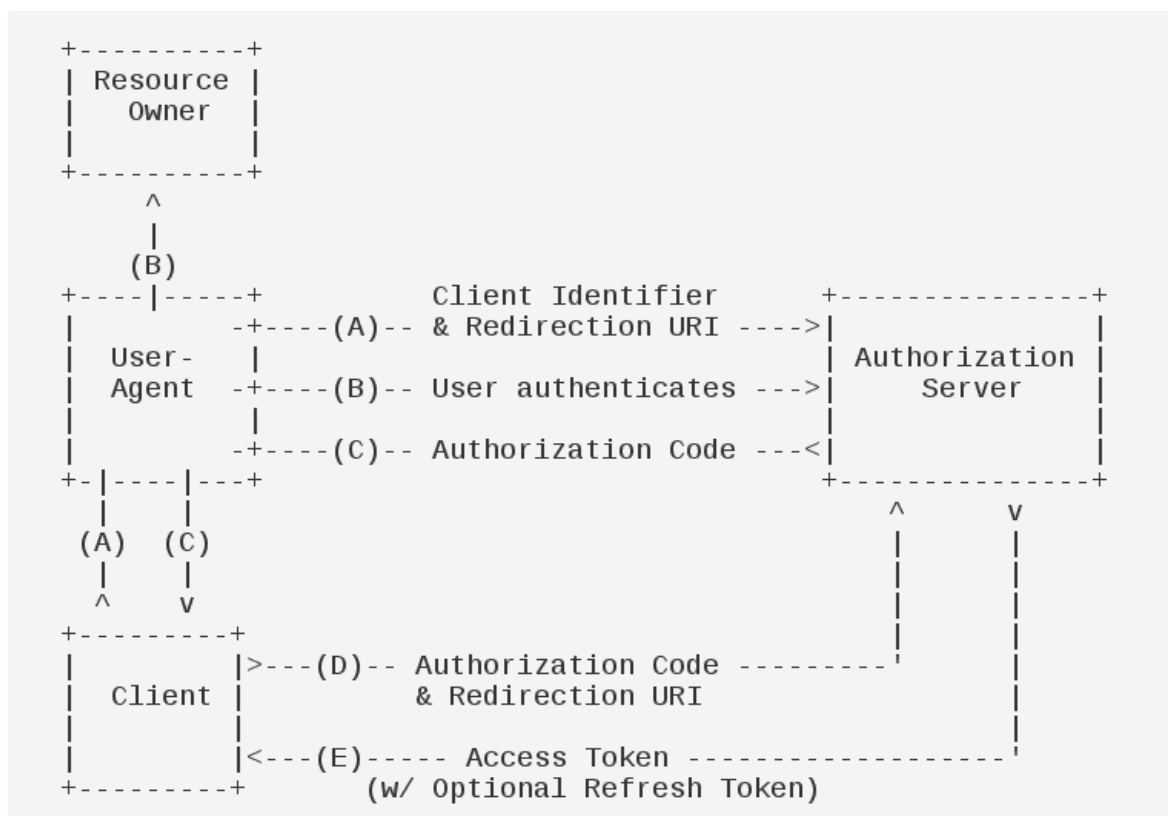 +----------+
| Resource |
|   Owner  |
|          |
+----------+
     ^
     |
    (B)
+----|-----+          Client Identifier      +---------------+
|         -+----(A)-- & Redirection URI ---->|               |
|  User-   |                                 | Authorization |
|  Agent  -+----(B)-- User authenticates --->|     Server    |
|          |                                 |               |
|         -+----(C)-- Authorization Code ---<|               |
+-|----|---+                                 +---------------+
  |    |                                         ^      v
 (A)  (C)                                        |      |
  |    |                                         |      |
  ^    v                                         |      |
+---------+                                      |      |
|         |>---(D)-- Authorization Code ---------'      |
|  Client |          & Redirection URI                  |
|         |                                             |
|         |<---(E)----- Access Token -------------------'
+---------+       (w/ Optional Refresh Token)